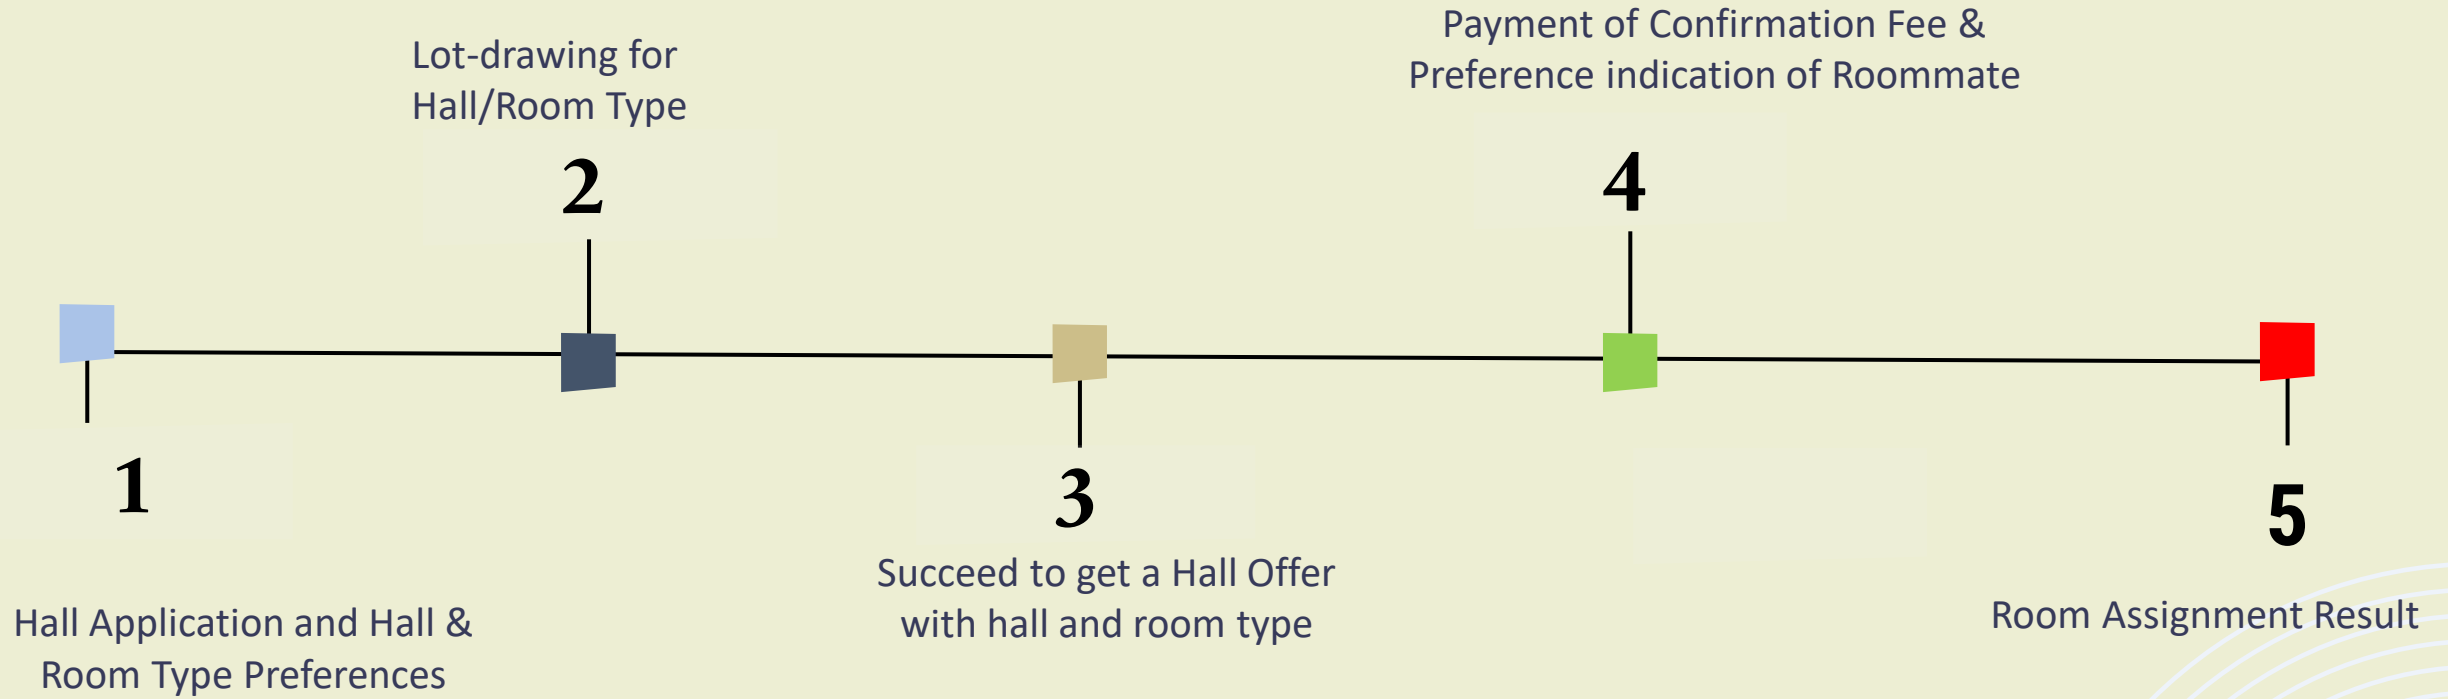 Lot-drawing for
Hall/Room Type
2
Payment of Confirmation Fee &
Preference indication of Roommate
4
1
Hall Application and Hall &
Room Type Preferences
3
Succeed to get a Hall Offer
with hall and room type
5
Room Assignment Result